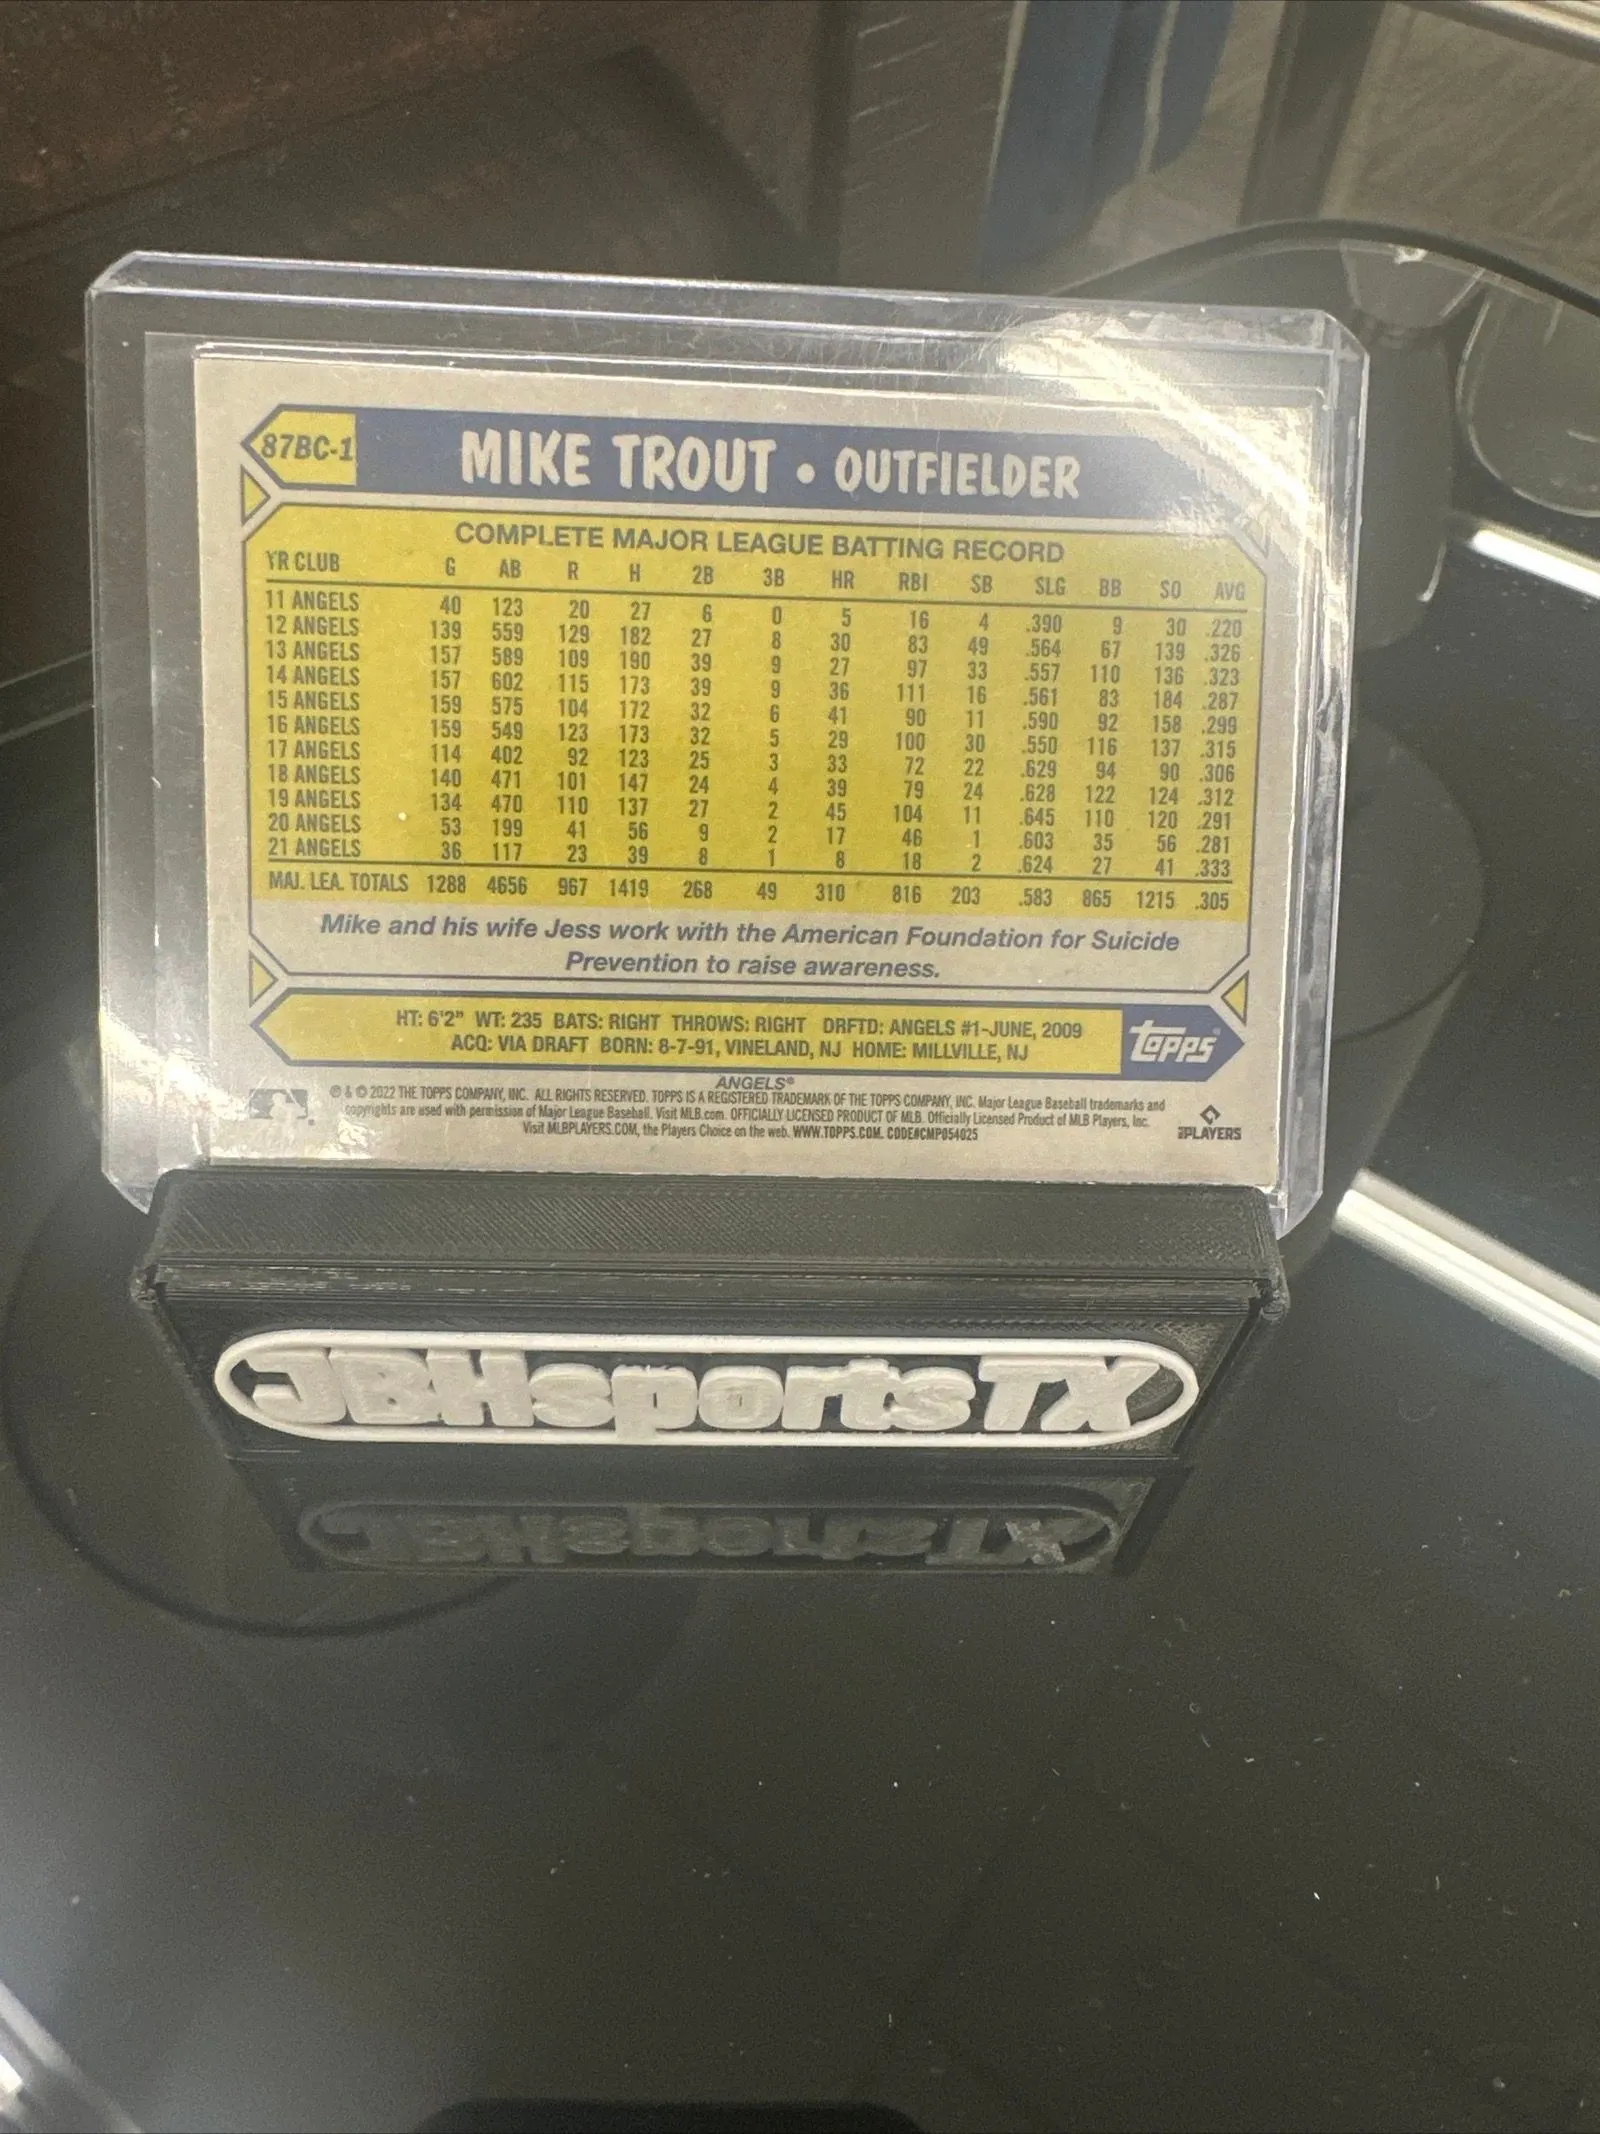 87BC-1 MIKE TROUT • OUTFIELDER
COMPLETE MAJOR LEAGUE BATTING RECORD
YR CLUB G AB R H 2B 3B HR RBI SB SLG BB SO AVG
11 ANGELS 40 123 20 27 6 0 5 16 4 .390 9 30 .220
12 ANGELS 139 559 129 182 27 8 30 83 49 .564 67 139 .326
13 ANGELS 157 589 109 190 39 9 27 97 33 .557 110 136 .323
14 ANGELS 157 602 115 173 39 9 36 111 16 .561 83 184 .287
15 ANGELS 159 575 104 172 32 6 41 90 11 .590 92 158 .299
16 ANGELS 159 549 123 173 32 5 29 100 30 .550 116 137 .315
17 ANGELS 114 402 92 123 25 3 33 72 22 .629 94 90 .306
18 ANGELS 140 471 101 147 24 4 39 79 24 .628 122 124 .312
19 ANGELS 134 470 110 137 27 2 45 104 11 .645 110 120 .291
20 ANGELS 53 199 41 56 9 2 17 46 1 .603 35 56 .281
21 ANGELS 36 117 23 39 8 1 8 18 2 .624 27 41 .333
MAJ. LEA. TOTALS 1288 4656 967 1419 268 49 310 816 203 .583 865 1215 .305
Mike and his wife Jess work with the American Foundation for Suicide
Prevention to raise awareness.
HT: 6'2" WT: 235 BATS: RIGHT THROWS: RIGHT DRFTD: ANGELS #1-JUNE, 2009
ACQ: VIA DRAFT BORN: 8-7-91, VINELAND, NJ HOME: MILLVILLE, NJ
topps®
ANGELS®
® & © 2022 THE TOPPS COMPANY, INC. ALL RIGHTS RESERVED. TOPPS IS A REGISTERED TRADEMARK OF THE TOPPS COMPANY, INC. Major League Baseball trademarks and
copyrights are used with permission of Major League Baseball. Visit MLB.com. OFFICIALLY LICENSED PRODUCT OF MLB Players, Inc.
Visit MLBPLAYERS.COM, the Players Choice on the web. WWW.TOPPS.COM. CODE#CMP054025
PLAYERS
JBHsportsTX